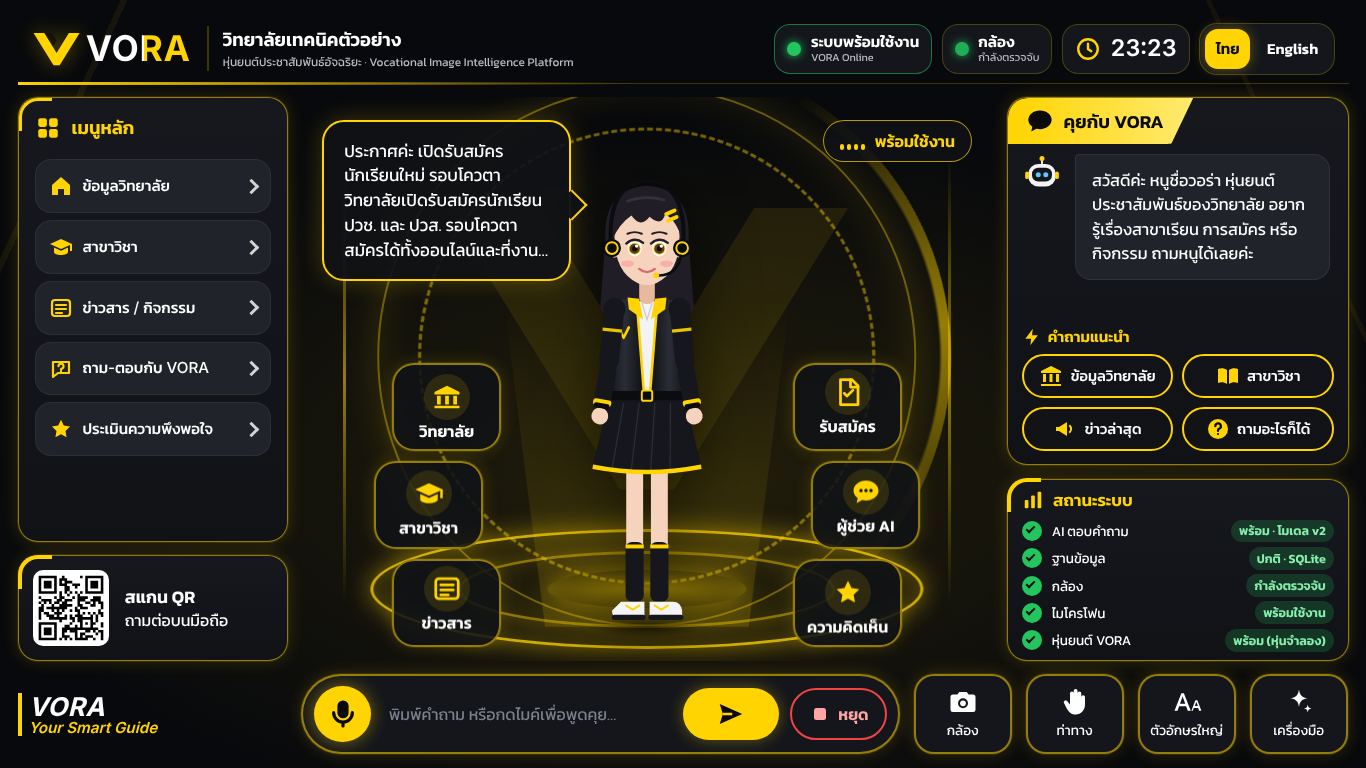 VORA
วิทยาลัยเทคนิคตัวอย่าง
หุ่นยนต์ประชาสัมพันธ์อัจฉริยะ · Vocational Image Intelligence Platform
ระบบพร้อมใช้งาน
VORA Online
กล้อง
กำลังตรวจจับ
23:23
ไทย
English
เมนูหลัก
ข้อมูลวิทยาลัย
สาขาวิชา
ข่าวสาร / กิจกรรม
ถาม-ตอบกับ VORA
ประเมินความพึงพอใจ
สแกน QR
ถามต่อบนมือถือ
VORA
Your Smart Guide
ประกาศค่ะ เปิดรับสมัคร
นักเรียนใหม่ รอบโควตา
วิทยาลัยเปิดรับสมัครนักเรียน
ปวช. และ ปวส. รอบโควตา
สมัครได้ทั้งออนไลน์และที่งาน...
พร้อมใช้งาน
วิทยาลัย
สาขาวิชา
ข่าวสาร
รับสมัคร
ผู้ช่วย AI
ความคิดเห็น
พิมพ์คำถาม หรือกดไมค์เพื่อพูดคุย...
หยุด
คุยกับ VORA
สวัสดีค่ะ หนูชื่อวอร่า หุ่นยนต์
ประชาสัมพันธ์ของวิทยาลัย อยาก
รู้เรื่องสาขาเรียน การสมัคร หรือ
กิจกรรม ถามหนูได้เลยค่ะ
คำถามแนะนำ
ข้อมูลวิทยาลัย
สาขาวิชา
ข่าวล่าสุด
ถามอะไรก็ได้
สถานะระบบ
AI ตอบคำถาม
พร้อม · โมเดล v2
ฐานข้อมูล
ปกติ · SQLite
กล้อง
กำลังตรวจจับ
ไมโครโฟน
พร้อมใช้งาน
หุ่นยนต์ VORA
พร้อม (หุ่นจำลอง)
กล้อง
ท่าทาง
AA
ตัวอักษรใหญ่
เครื่องมือ